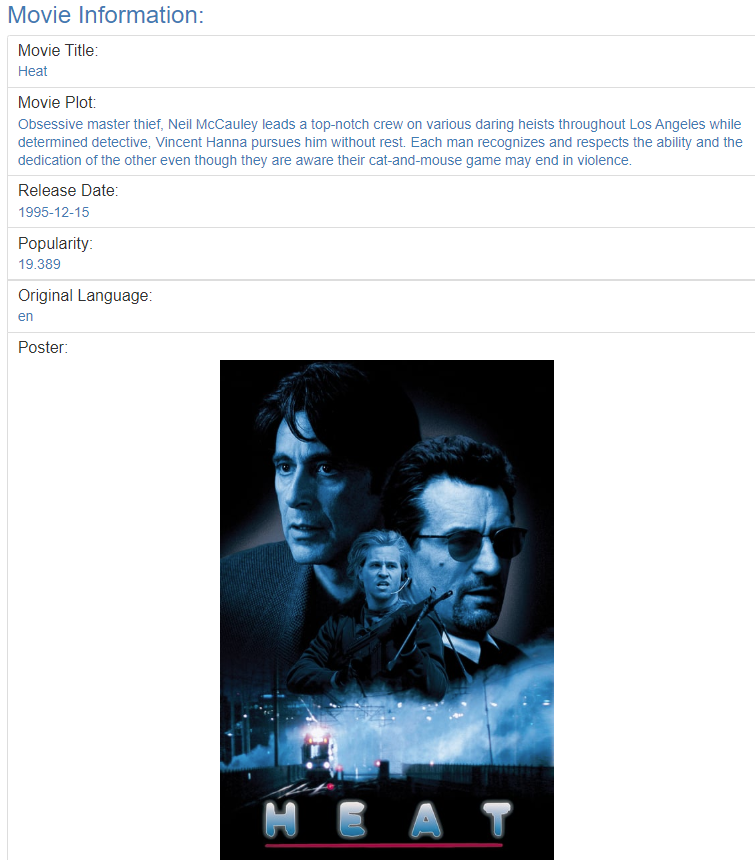 Movie Information:
Movie Title:
Heat
Movie Plot:
Obsessive master thief, Neil McCauley leads a top-notch crew on various daring heists throughout Los Angeles while
determined detective, Vincent Hanna pursues him without rest. Each man recognizes and respects the ability and the
dedication of the other even though they are aware their cat-and-mouse game may end in violence.
Release Date:
1995-12-15
Popularity:
19.389
Original Language:
en
Poster:
HEAT